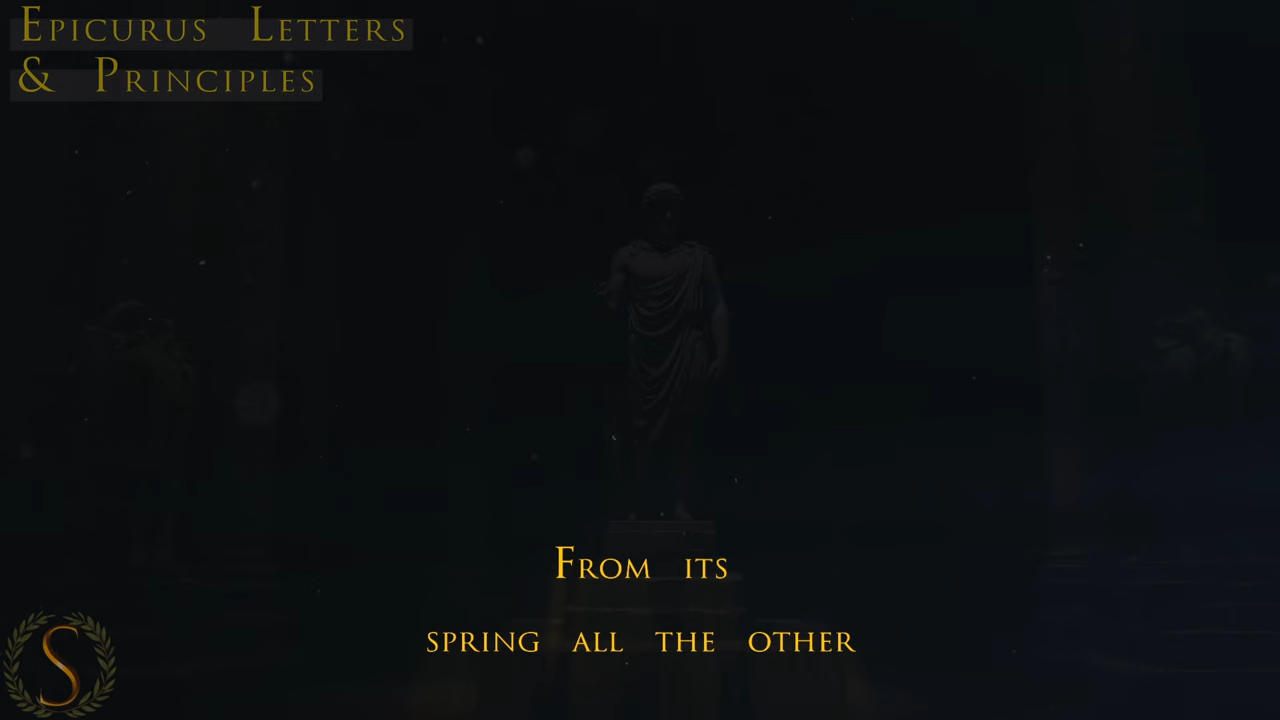 Epicurus Letters
& Principles
From its
spring all the other
S